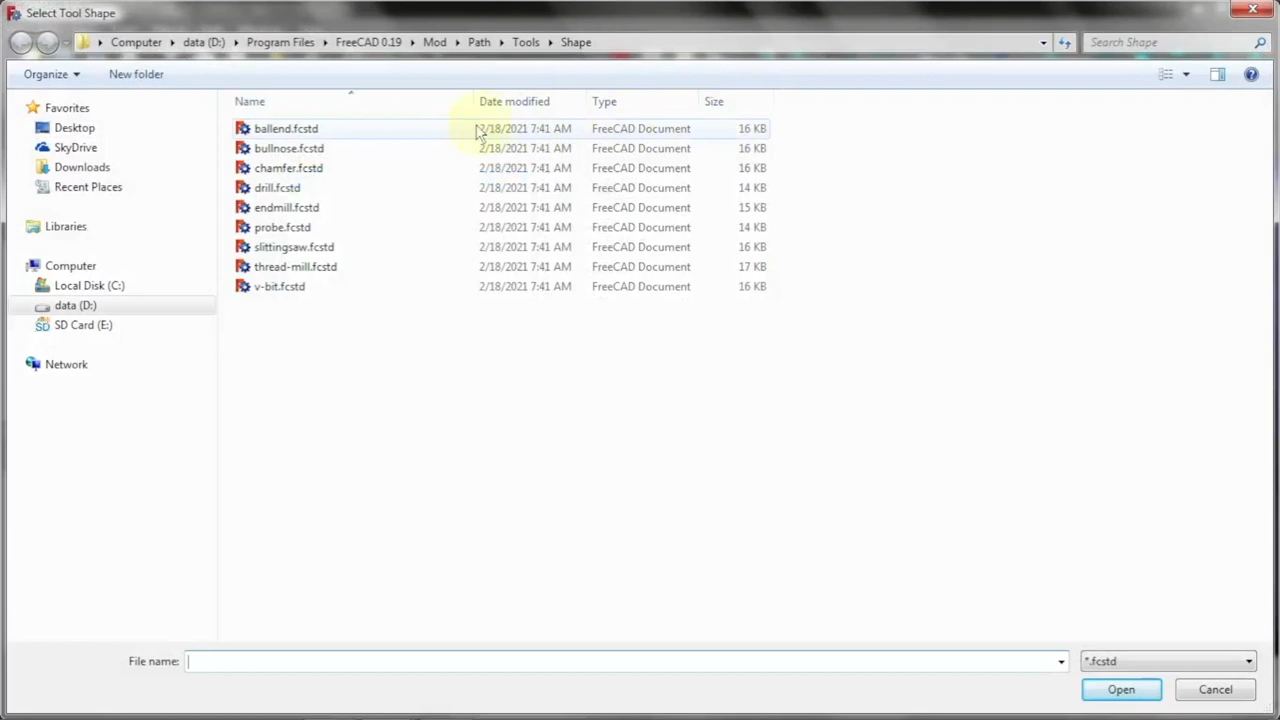 Select Tool Shape
Computer data (D:) Program Files FreeCAD 0.19 Mod Path Tools Shape Search Shape
Organize New folder
Name Date modified Type Size
Favorites
Desktop
SkyDrive
Downloads
Recent Places
Libraries
Computer
Local Disk (C:)
data (D:)
SD Card (E:)
Network
ballend.fcstd 2/18/2021 7:41 AM FreeCAD Document 16 KB
bullnose.fcstd 2/18/2021 7:41 AM FreeCAD Document 16 KB
chamfer.fcstd 2/18/2021 7:41 AM FreeCAD Document 16 KB
drill.fcstd 2/18/2021 7:41 AM FreeCAD Document 14 KB
endmill.fcstd 2/18/2021 7:41 AM FreeCAD Document 15 KB
probe.fcstd 2/18/2021 7:41 AM FreeCAD Document 14 KB
slittingsaw.fcstd 2/18/2021 7:41 AM FreeCAD Document 16 KB
thread-mill.fcstd 2/18/2021 7:41 AM FreeCAD Document 17 KB
v-bit.fcstd 2/18/2021 7:41 AM FreeCAD Document 16 KB
File name: *.fcstd
Open Cancel